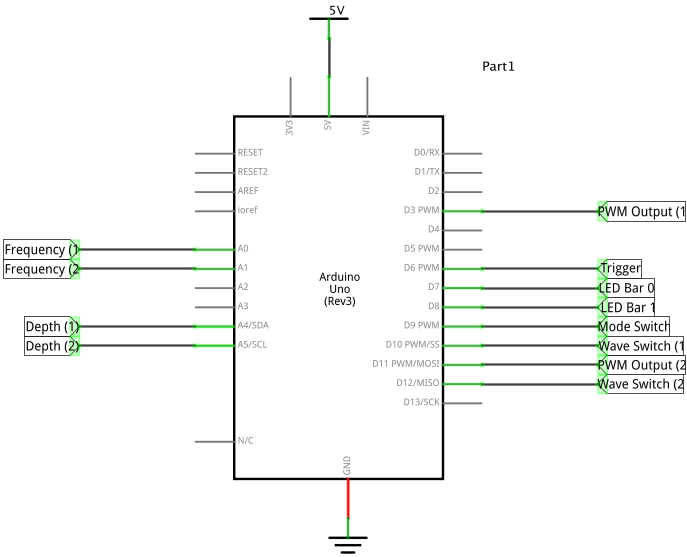 5V
Part1
3V3
5V
VIN
RESET
RESET2
AREF
ioref
A0
A1
A2
A3
A4/SDA
A5/SCL
N/C
D0/RX
D1/TX
D2
D3 PWM
D4
D5 PWM
D6 PWM
D7
D8
D9 PWM
D10 PWM/SS
D11 PWM/MOSI
D12/MISO
D13/SCK
Arduino
Uno
(Rev3)
GND
Frequency (1
Frequency (2
Depth (1)
Depth (2)
PWM Output (1
Trigger
LED Bar 0
LED Bar 1
Mode Switch
Wave Switch (1
PWM Output (2
Wave Switch (2